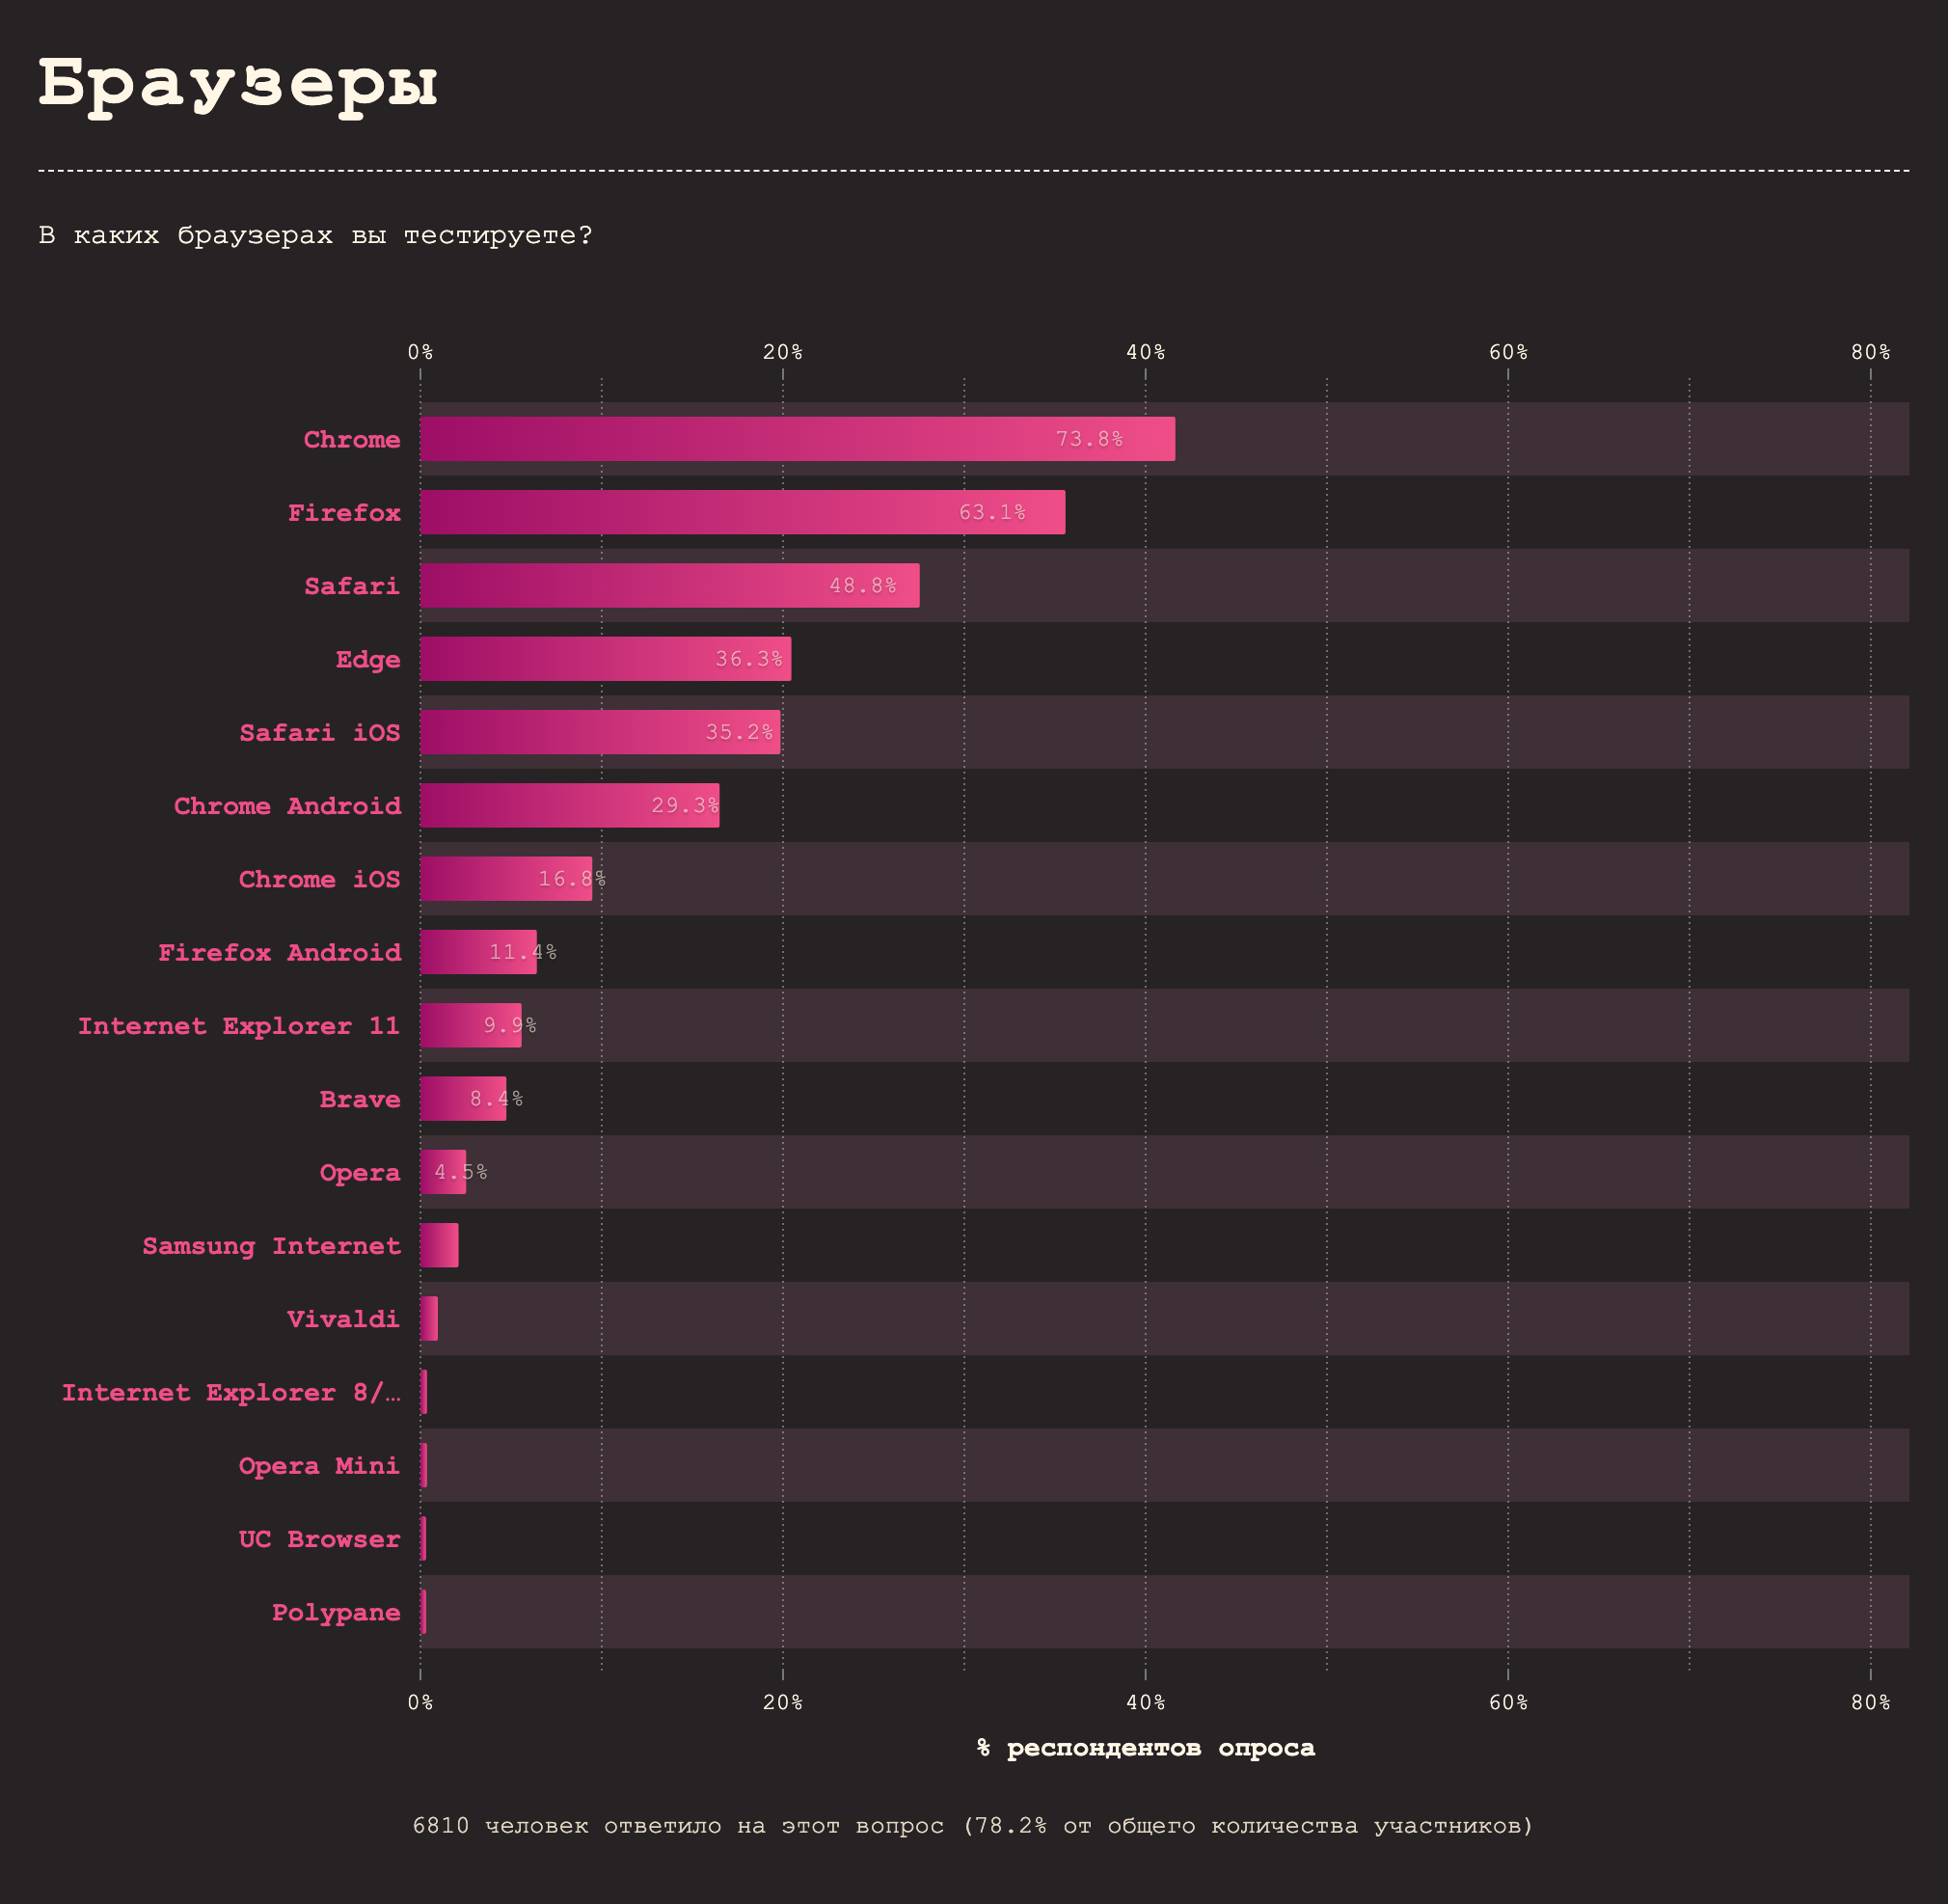 Браузеры
В каких браузерах вы тестируете?
0% 20% 40% 60% 80%
Chrome 73.8%
Firefox 63.1%
Safari 48.8%
Edge 36.3%
Safari iOS 35.2%
Chrome Android 29.3%
Chrome iOS 16.8%
Firefox Android 11.4%
Internet Explorer 11 9.9%
Brave 8.4%
Opera 4.5%
Samsung Internet
Vivaldi
Internet Explorer 8/…
Opera Mini
UC Browser
Polypane
0% 20% 40% 60% 80%
% респондентов опроса
6810 человек ответило на этот вопрос (78.2% от общего количества участников)